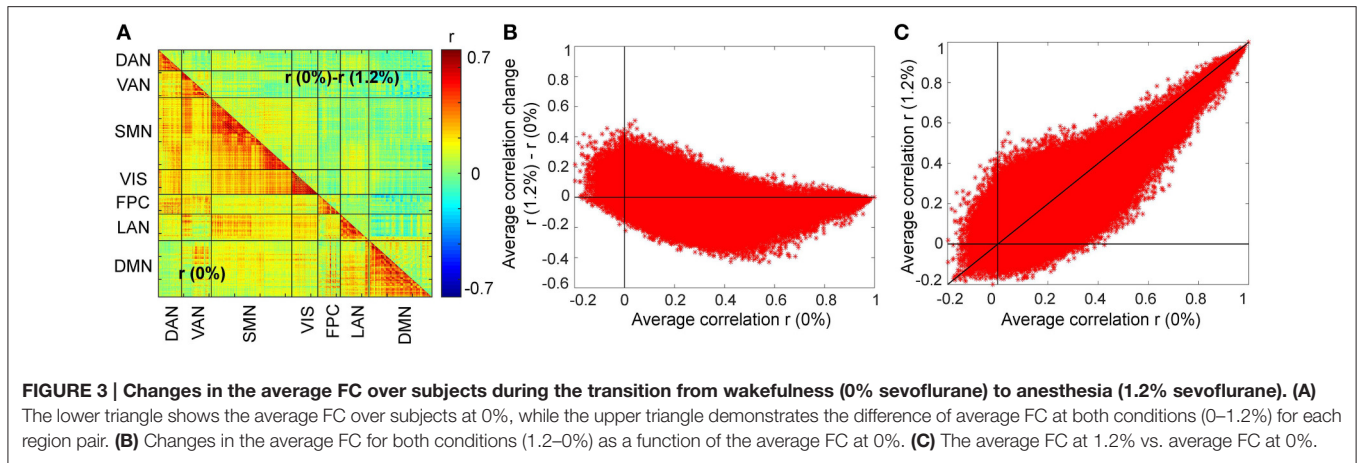 A
r
DAN
VAN
SMN
VIS
FPC
LAN
DMN
r (0%)-r (1.2%)
r (0%)
0.7
0
-0.7
DAN
VAN
SMN
VIS
FPC
LAN
DMN
B
Average correlation change
r (1.2%) - r (0%)
1
0.8
0.6
0.4
0.2
0
-0.2
-0.4
-0.6
-0.2 0 0.2 0.4 0.6 0.8 1
Average correlation r (0%)
C
Average correlation r (1.2%)
1
0.8
0.6
0.4
0.2
0
-0.2
-0.2 0 0.2 0.4 0.6 0.8 1
Average correlation r (0%)
FIGURE 3 | Changes in the average FC over subjects during the transition from wakefulness (0% sevoflurane) to anesthesia (1.2% sevoflurane). (A)
The lower triangle shows the average FC over subjects at 0%, while the upper triangle demonstrates the difference of average FC at both conditions (0–1.2%) for each
region pair. (B) Changes in the average FC for both conditions (1.2–0%) as a function of the average FC at 0%. (C) The average FC at 1.2% vs. average FC at 0%.